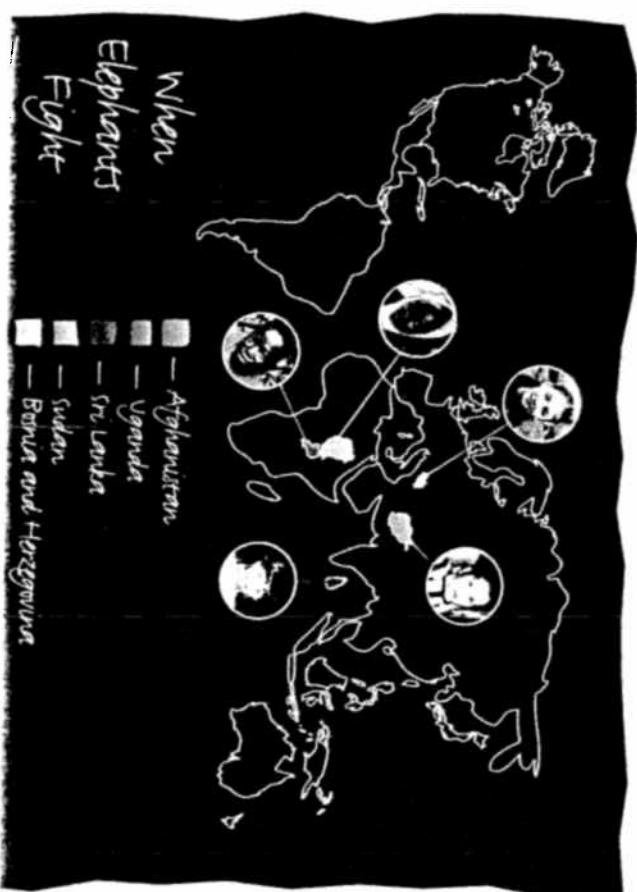 When
Elephants
Fight
— Afghanistan
— Uganda
— Sri Lanka
— Sudan
— Bosnia and Herzegovina